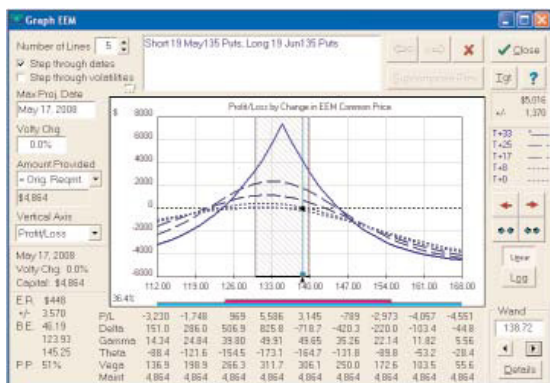 Graph EEM
Number of Lines 5
Step through dates
Step through volatilities
Short 19 May135 Puts, Long 19 Jun135 Puts
Close
Tgt ?
Max Proj. Date
May 17, 2008
Volty Chg
0.0%
Amount Provided
= Orig. Reqmt
$4,864
Vertical Axis
Profit/Loss
May 17, 2008
Volty Chg: 0.0%
Capital: $4,864
E.R. $448
+/- 3,570
B.E. 46.19
123.93
145.25
P.P. 51%
$ Profit/Loss by Change in EEM Common Price
8000
6000
4000
2000
0
-2000
-4000
-6000
112.00 119.00 126.00 133.00 140.00 147.00 154.00 161.00 168.00
36.4%
P/L -3,230 -1,748 969 5,586 3,145 -789 -2,973 -4,057 -4,551
Delta 151.0 286.0 506.9 825.8 -718.7 -420.3 -220.0 -103.4 -44.8
Gamma 14.34 24.84 39.80 49.91 49.65 35.26 22.14 11.82 5.56
Theta -88.4 -121.6 -154.5 -173.1 -164.7 -131.8 -89.8 -53.2 -28.4
Vega 136.9 198.9 266.3 311.7 306.1 250.0 172.6 103.5 55.6
Maint 4,864 4,864 4,864 4,864 4,864 4,864 4,864 4,864 4,864
$5,016
+/- 1,370
T+33
T+25
T+17
T+8
T+0
Linear
Log
Wand
138.72
Details